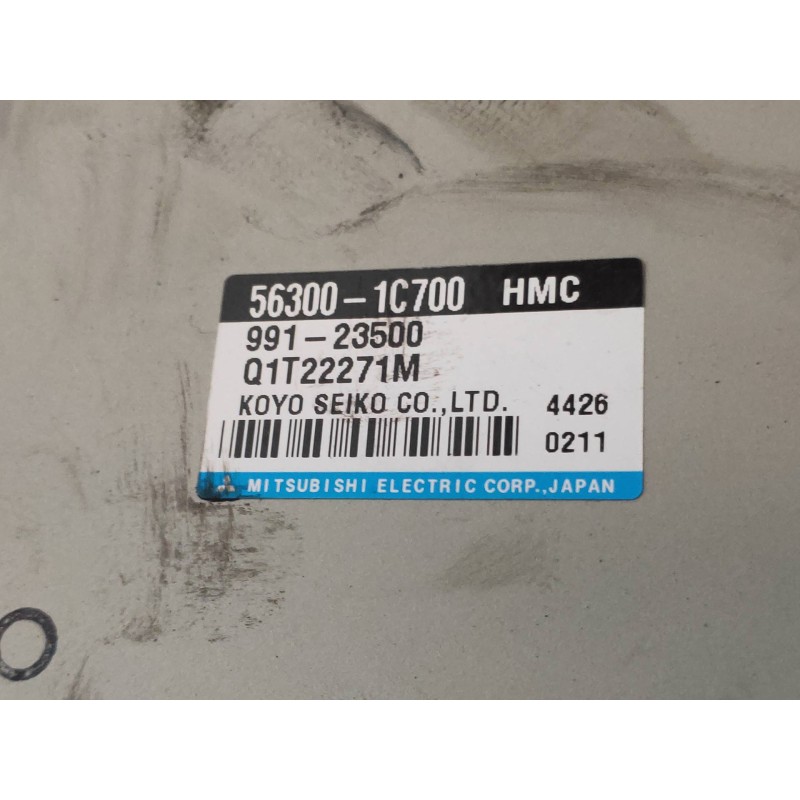 56300-1C700 HMC
991-23500
Q1T22271M
KOYO SEIKO CO.,LTD. 4426
0211
MITSUBISHI ELECTRIC CORP.,JAPAN